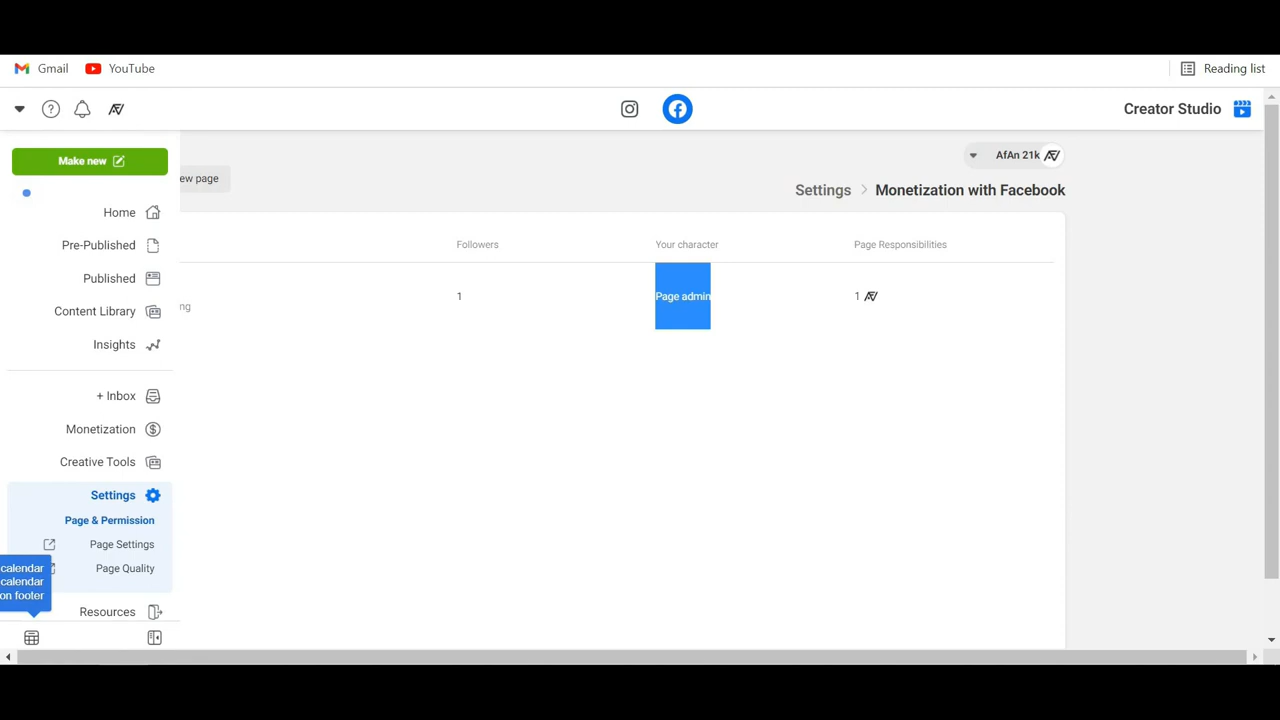 Gmail
YouTube
Reading list
Creator Studio
Make new
ew page
AfAn 21k
Settings
Monetization with Facebook
Home
Pre-Published
Published
Content Library
Insights
+ Inbox
Monetization
Creative Tools
Settings
Page & Permission
Page Settings
Page Quality
Resources
calendar
calendar
on footer
Followers
Your character
Page Responsibilities
ng
1
Page admin
1